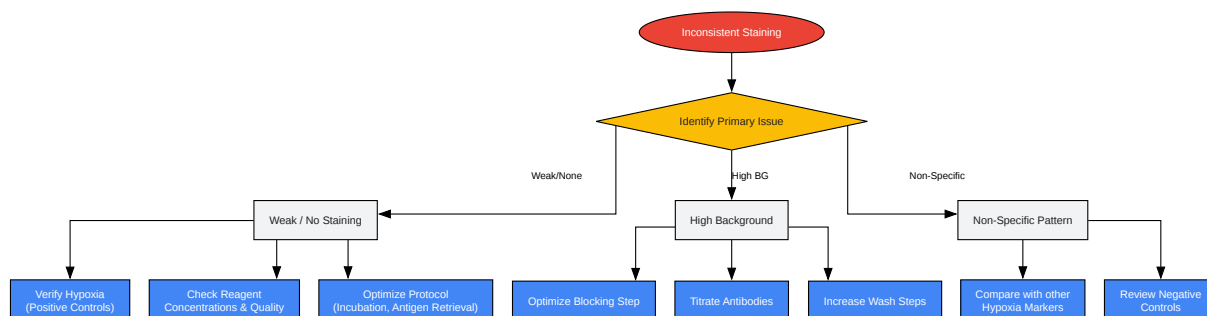 Inconsistent Staining
Identify Primary Issue
Weak/None
High BG
Non-Specific
Weak / No Staining
High Background
Non-Specific Pattern
Verify Hypoxia
(Positive Controls)
Check Reagent
Concentrations & Quality
Optimize Protocol
(Incubation, Antigen Retrieval)
Optimize Blocking Step
Titrate Antibodies
Increase Wash Steps
Compare with other
Hypoxia Markers
Review Negative
Controls